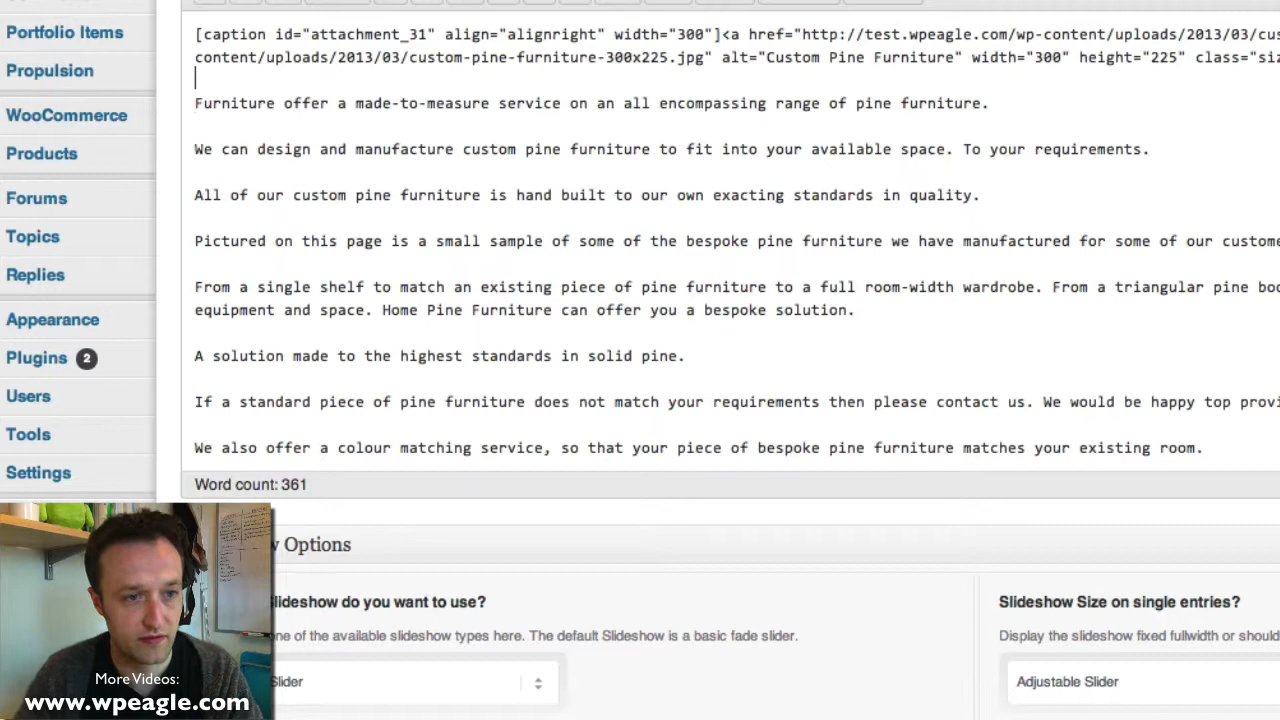 Portfolio Items
Propulsion
WooCommerce
Products
Forums
Topics
Replies
Appearance
Plugins 2
Users
Tools
Settings
[caption id="attachment_31" align="alignright" width="300"]<a href="http://test.wpeagle.com/wp-content/uploads/2013/03/cus
content/uploads/2013/03/custom-pine-furniture-300x225.jpg" alt="Custom Pine Furniture" width="300" height="225" class="siz
Furniture offer a made-to-measure service on an all encompassing range of pine furniture.
We can design and manufacture custom pine furniture to fit into your available space. To your requirements.
All of our custom pine furniture is hand built to our own exacting standards in quality.
Pictured on this page is a small sample of some of the bespoke pine furniture we have manufactured for some of our custome
From a single shelf to match an existing piece of pine furniture to a full room-width wardrobe. From a triangular pine boo
equipment and space. Home Pine Furniture can offer you a bespoke solution.
A solution made to the highest standards in solid pine.
If a standard piece of pine furniture does not match your requirements then please contact us. We would be happy top provi
We also offer a colour matching service, so that your piece of bespoke pine furniture matches your existing room.
Word count: 361
w Options
Slideshow do you want to use?
one of the available slideshow types here. The default Slideshow is a basic fade slider.
Slider
Slideshow Size on single entries?
Display the slideshow fixed fullwidth or should
Adjustable Slider
More Videos:
www.wpeagle.com